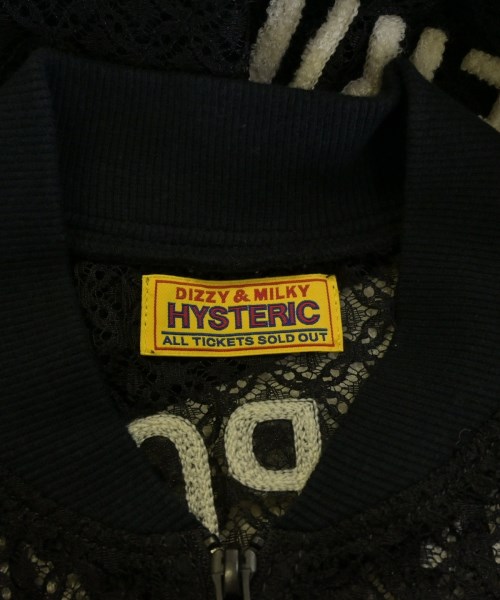 DIZZY & MILKY
HYSTERIC
ALL TICKETS SOLD OUT